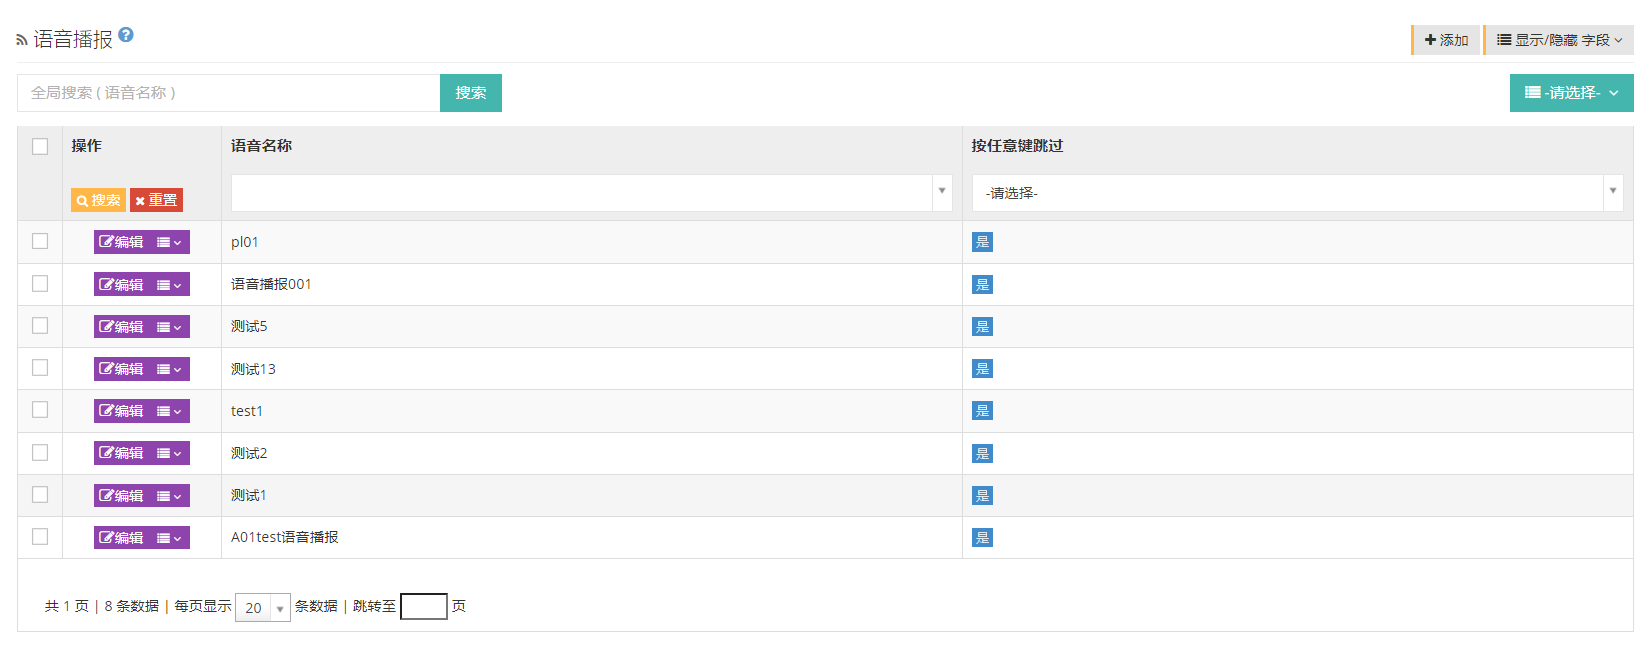 语音播报
添加 显示/隐藏 字段
全局搜索 ( 语音名称 ) 搜索 -请选择-
操作 语音名称 按任意键跳过
搜索 重置 -请选择-
编辑 pl01 是
编辑 语音播报001 是
编辑 测试5 是
编辑 测试13 是
编辑 test1 是
编辑 测试2 是
编辑 测试1 是
编辑 A01test语音播报 是
共 1 页 | 8 条数据 | 每页显示 20 条数据 | 跳转至 页